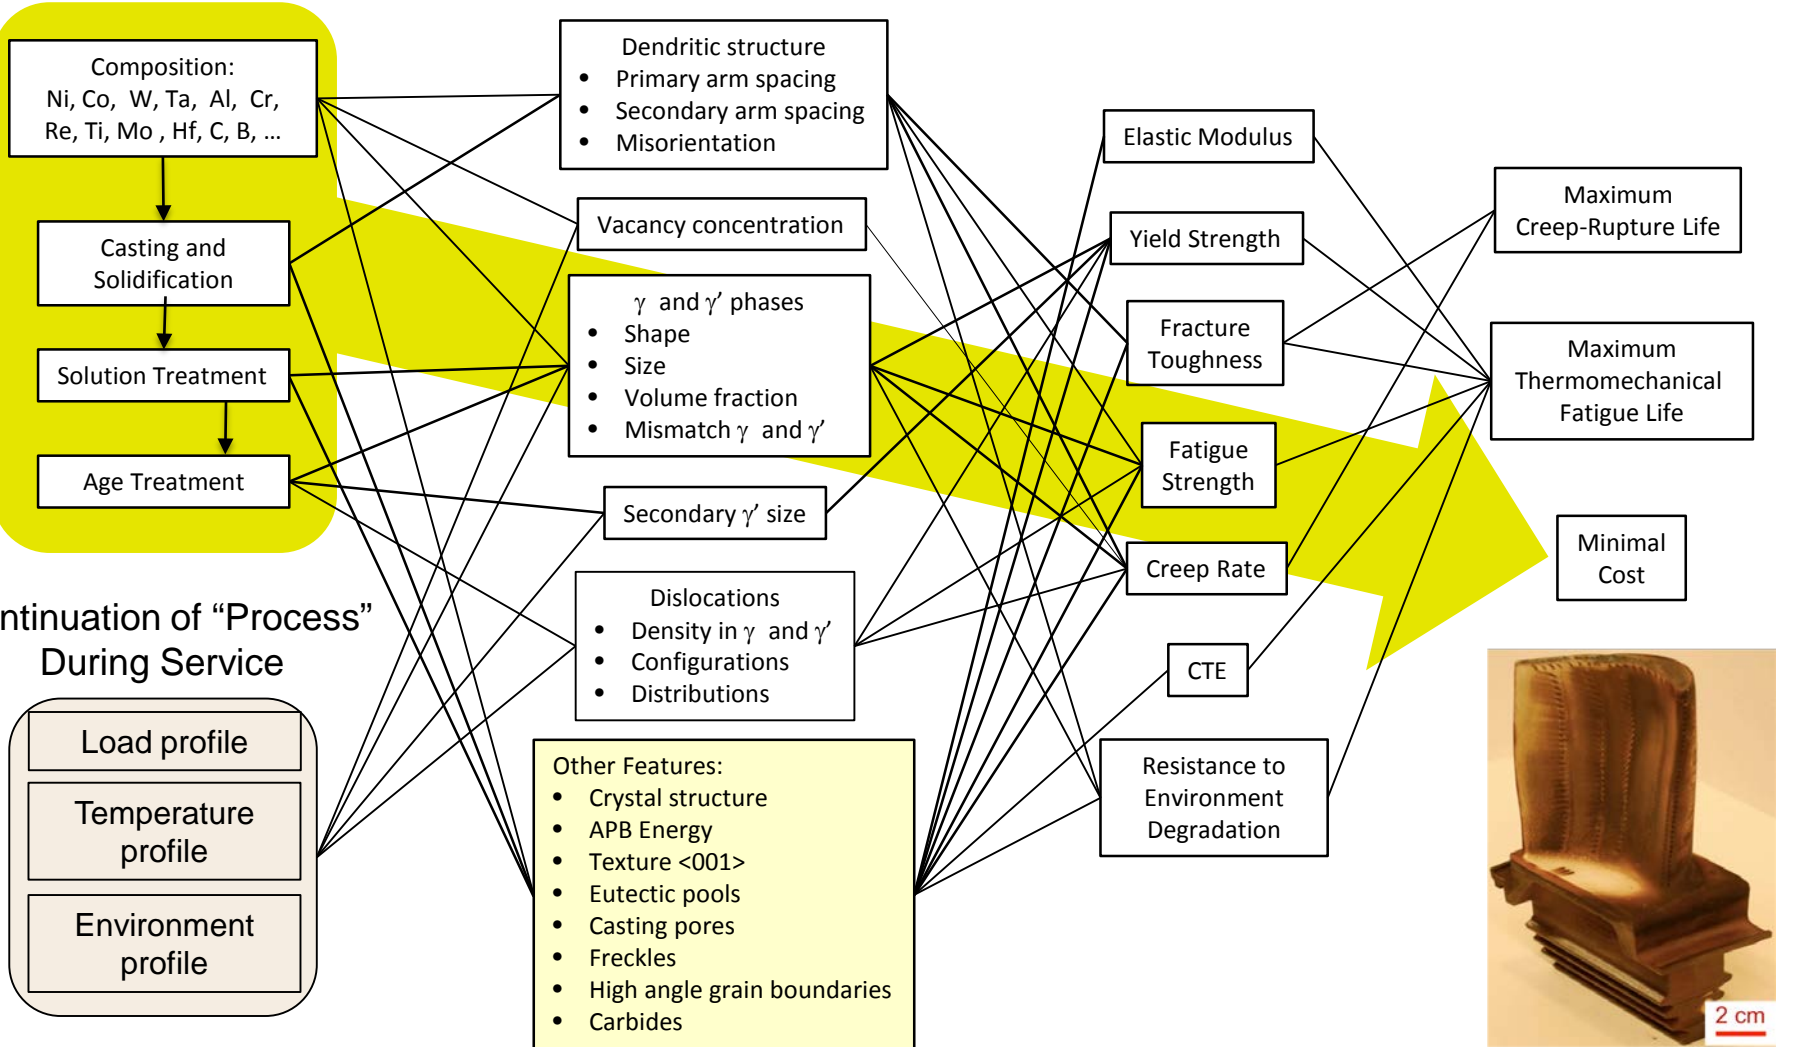 Composition:
Ni, Co, W, Ta, Al, Cr,
Re, Ti, Mo , Hf, C, B, ...
Casting and
Solidification
Solution Treatment
Age Treatment
ntinuation of “Process”
During Service
Load profile
Temperature
profile
Environment
profile
Dendritic structure
• Primary arm spacing
• Secondary arm spacing
• Misorientation
Vacancy concentration
γ and γ’ phases
• Shape
• Size
• Volume fraction
• Mismatch γ and γ’
Secondary γ’ size
Dislocations
• Density in γ and γ’
• Configurations
• Distributions
Other Features:
• Crystal structure
• APB Energy
• Texture <001>
• Eutectic pools
• Casting pores
• Freckles
• High angle grain boundaries
• Carbides
Elastic Modulus
Yield Strength
Fracture
Toughness
Fatigue
Strength
Creep Rate
CTE
Resistance to
Environment
Degradation
Maximum
Creep-Rupture Life
Maximum
Thermomechanical
Fatigue Life
Minimal
Cost
2 cm